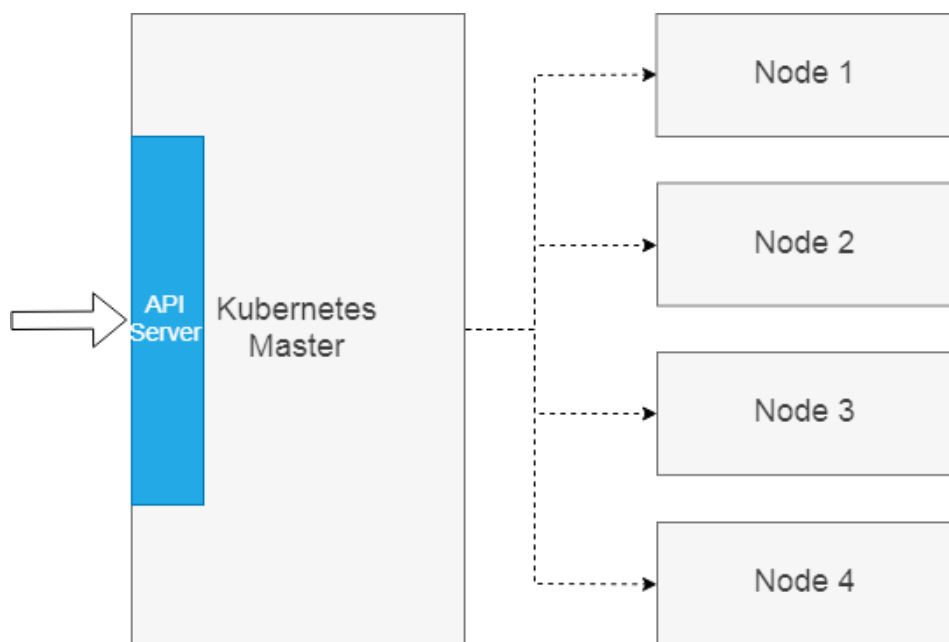 API
Server
Kubernetes
Master
Node 1
Node 2
Node 3
Node 4